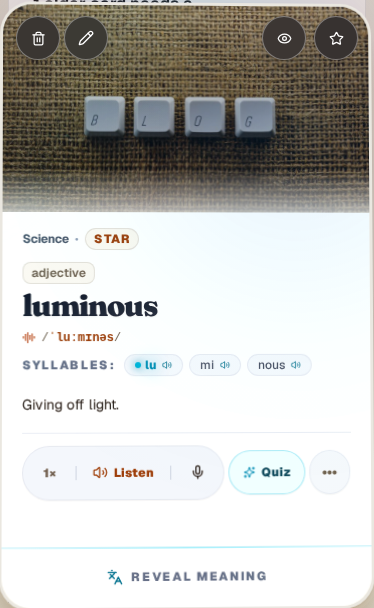 B L O G
Science · STAR
adjective
luminous
/ˈluːmɪnəs/
SYLLABLES: lu mi nous
Giving off light.
1× Listen Quiz
REVEAL MEANING